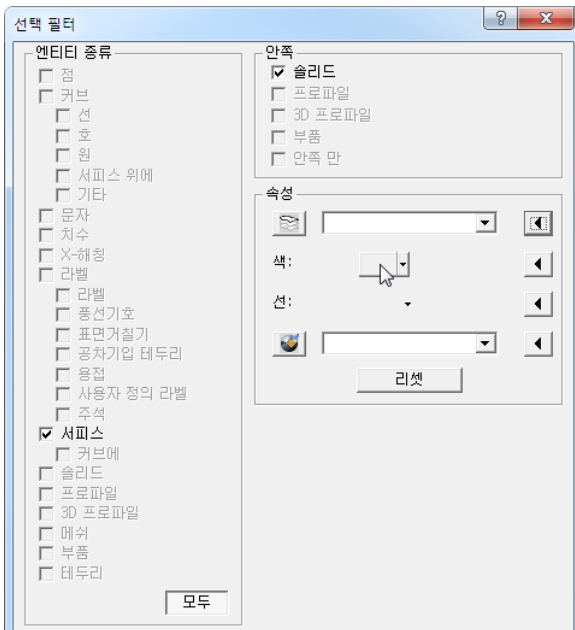 선택 필터
엔티티 종류
점
커브
선
호
원
서피스 위에
기타
문자
치수
X-해칭
라벨
라벨
풍선기호
표면거칠기
공차기입 테두리
용접
사용자 정의 라벨
주석
서피스
커브에
솔리드
프로파일
3D 프로파일
메쉬
부품
테두리
모두
안쪽
솔리드
프로파일
3D 프로파일
부품
안쪽 만
속성
색:
선:
리셋